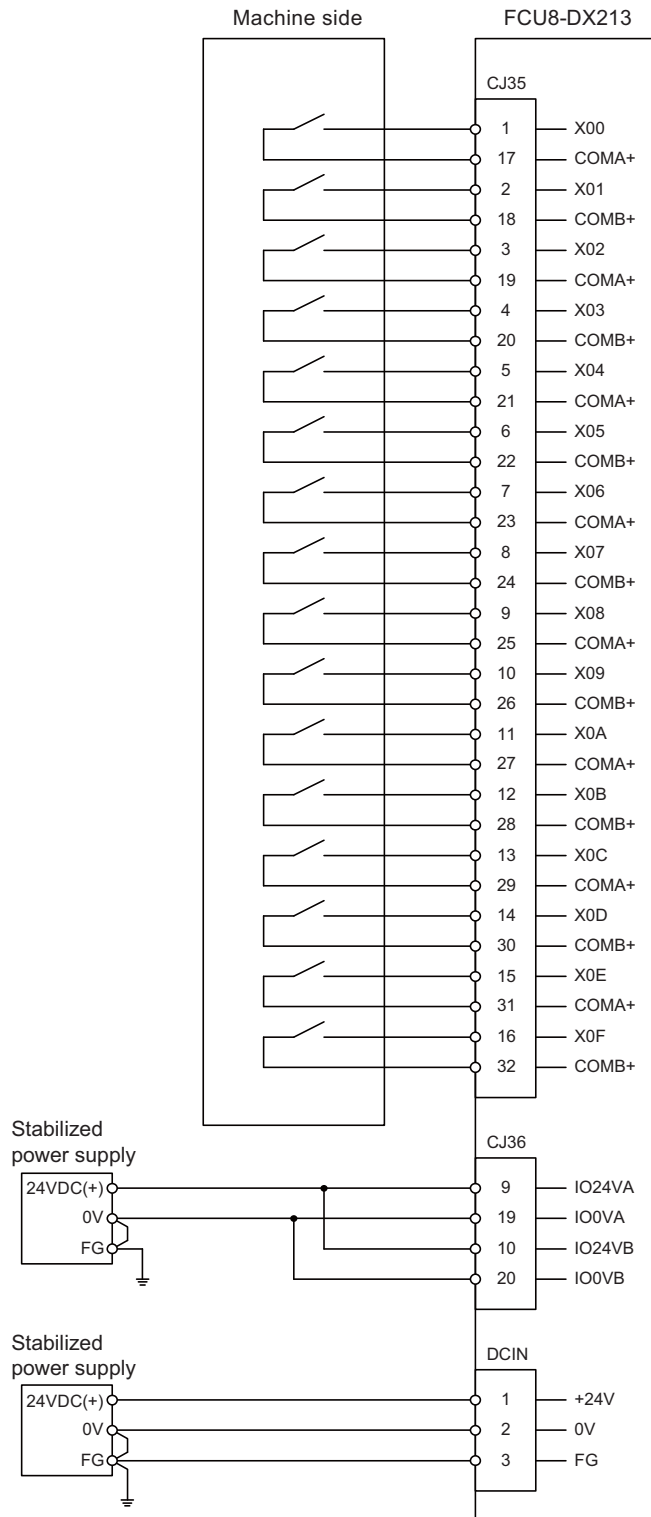 Machine side
FCU8-DX213
CJ35
1 X00
17 COMA+
2 X01
18 COMB+
3 X02
19 COMA+
4 X03
20 COMB+
5 X04
21 COMA+
6 X05
22 COMB+
7 X06
23 COMA+
8 X07
24 COMB+
9 X08
25 COMA+
10 X09
26 COMB+
11 X0A
27 COMA+
12 X0B
28 COMB+
13 X0C
29 COMA+
14 X0D
30 COMB+
15 X0E
31 COMA+
16 X0F
32 COMB+
Stabilized
power supply
CJ36
24VDC(+) 9 IO24VA
0V 19 IO0VA
FG 10 IO24VB
20 IO0VB
Stabilized
power supply
DCIN
24VDC(+) 1 +24V
0V 2 0V
FG 3 FG